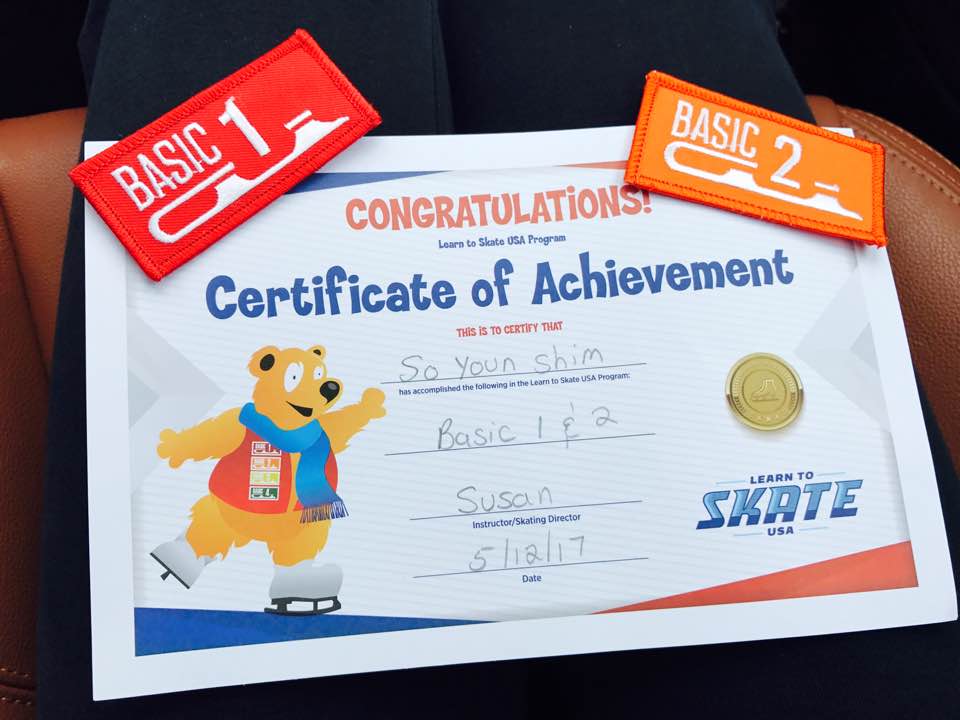 BASIC 1
BASIC 2
CONGRATULATIONS!
Learn to Skate USA Program
Certificate of Achievement
THIS IS TO CERTIFY THAT
So Youn Shim
has accomplished the following in the Learn to Skate USA Program:
Basic 1 & 2
Susan
Instructor/Skating Director
5/12/17
Date
LEARN TO
SKATE
USA